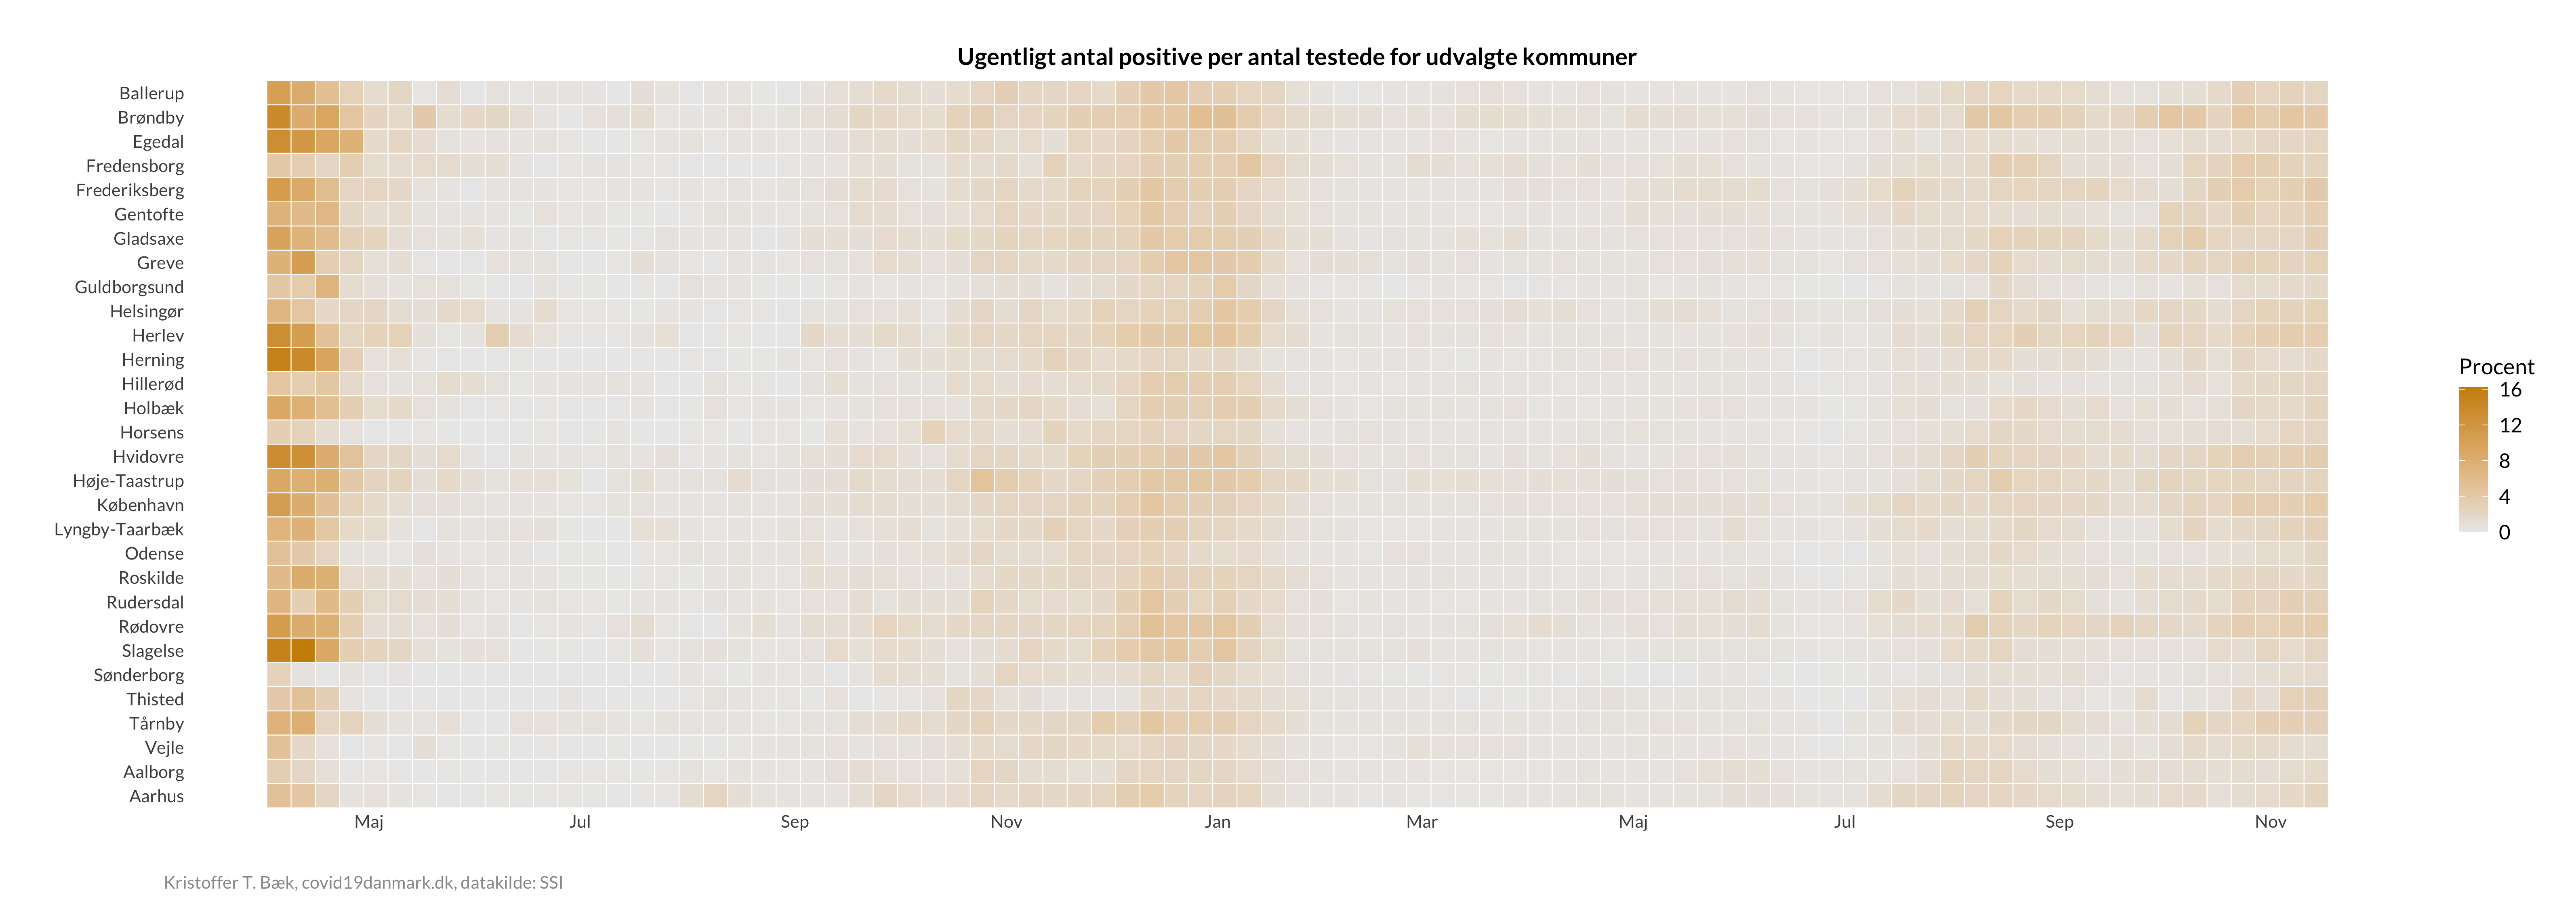 Ugentligt antal positive per antal testede for udvalgte kommuner
Ballerup
Brøndby
Egedal
Fredensborg
Frederiksberg
Gentofte
Gladsaxe
Greve
Guldborgsund
Helsingør
Herlev
Herning
Hillerød
Holbæk
Horsens
Hvidovre
Høje-Taastrup
København
Lyngby-Taarbæk
Odense
Roskilde
Rudersdal
Rødovre
Slagelse
Sønderborg
Thisted
Tårnby
Vejle
Aalborg
Aarhus
Maj Jul Sep Nov Jan Mar Maj Jul Sep Nov
Procent
16
12
8
4
0
Kristoffer T. Bæk, covid19danmark.dk, datakilde: SSI